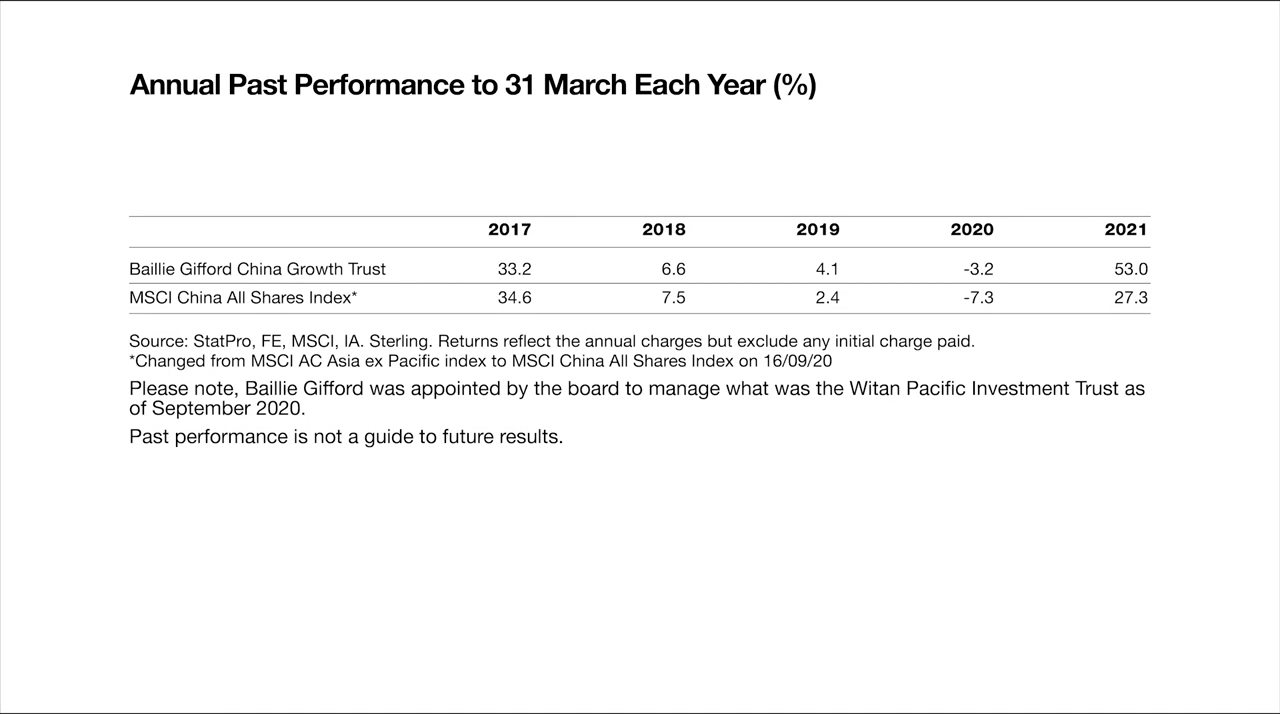 Annual Past Performance to 31 March Each Year (%)
2017 2018 2019 2020 2021
Baillie Gifford China Growth Trust 33.2 6.6 4.1 -3.2 53.0
MSCI China All Shares Index* 34.6 7.5 2.4 -7.3 27.3
Source: StatPro, FE, MSCI, IA. Sterling. Returns reflect the annual charges but exclude any initial charge paid.
*Changed from MSCI AC Asia ex Pacific index to MSCI China All Shares Index on 16/09/20
Please note, Baillie Gifford was appointed by the board to manage what was the Witan Pacific Investment Trust as
of September 2020.
Past performance is not a guide to future results.